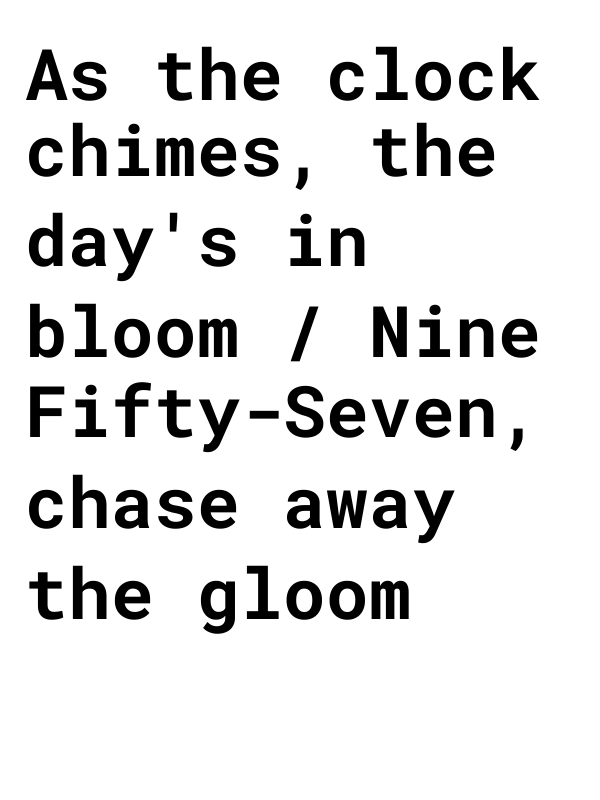 As the clock
chimes, the
day's in
bloom / Nine
Fifty-Seven,
chase away
the gloom